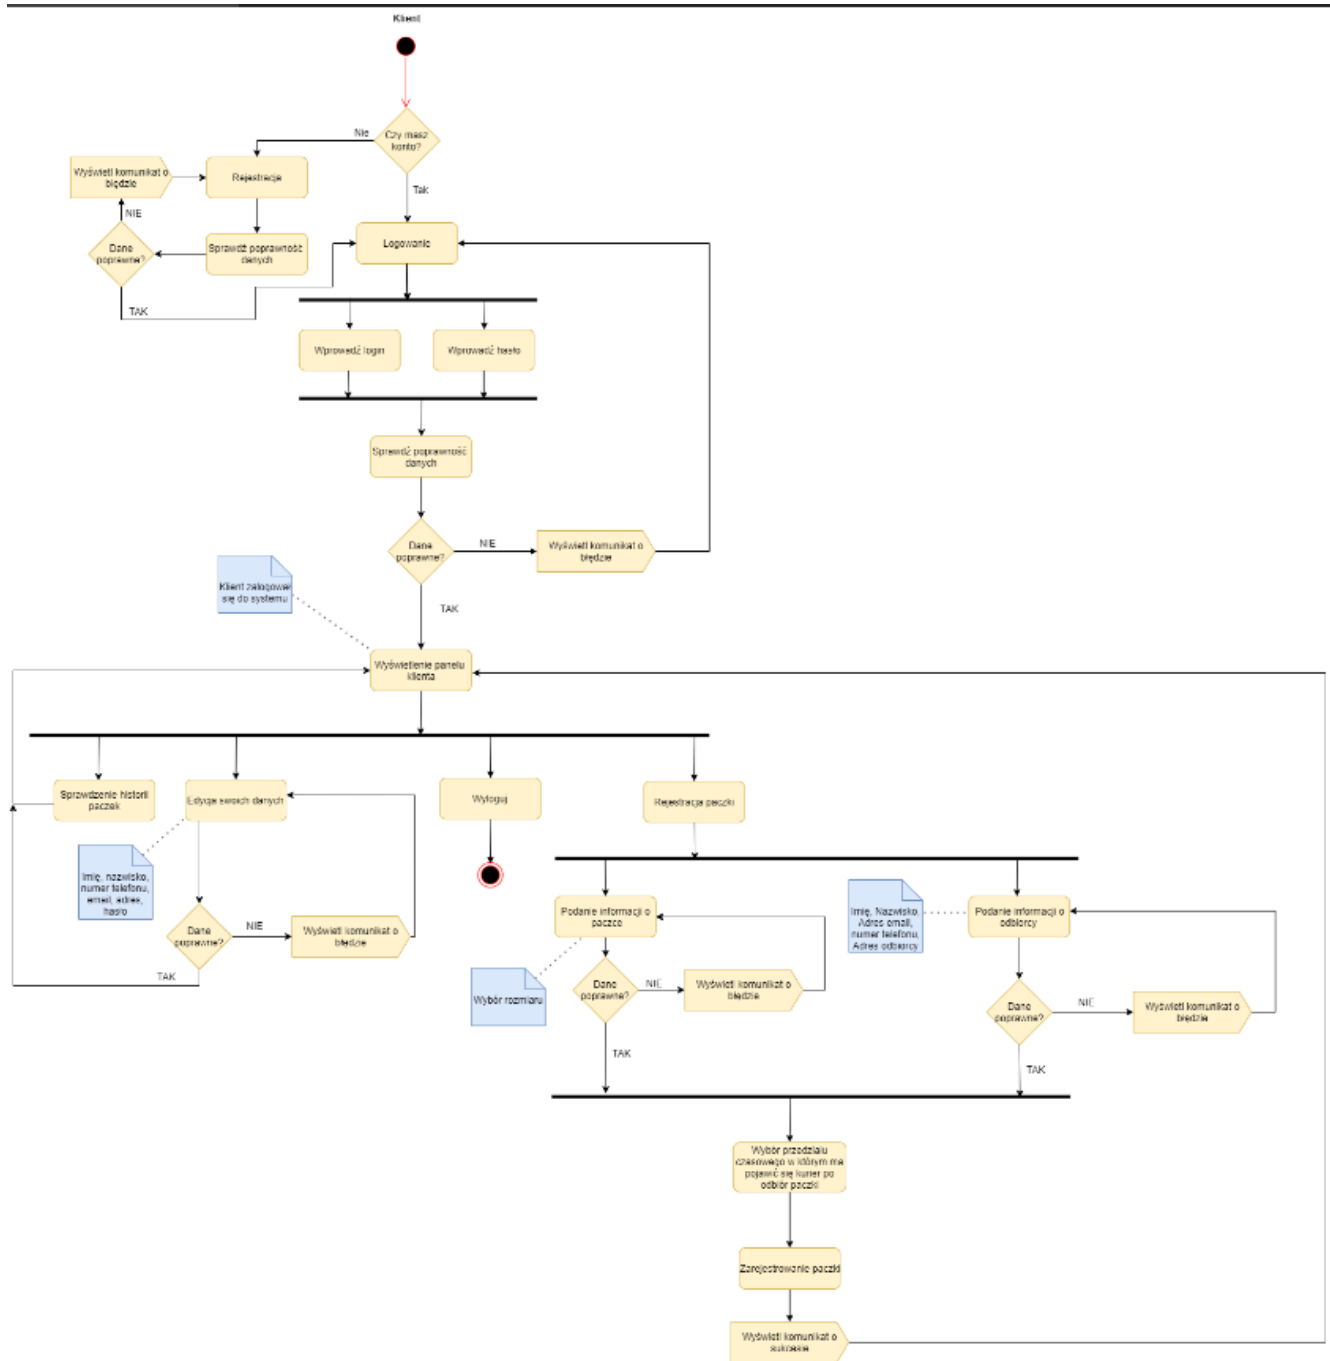 Klient
Czy masz
konto?
Nie
Tak
Wyświetl komunikat o
błędzie
Rejestracja
NIE
Dane
poprawne?
Sprawdź poprawność
danych
TAK
Logowanie
Wprowadź login
Wprowadź hasło
Sprawdź poprawność
danych
Dane
poprawne?
NIE
Wyświetl komunikat o
błędzie
TAK
Klient zalogował
się do systemu
Wyświetlenie panelu
klienta
Sprawdzenie historii
paczek
Edycja swoich danych
Wyloguj
Rejestracja paczki
Imię, nazwisko,
numer telefonu,
email, adres,
hasło
Dane
poprawne?
NIE
Wyświetl komunikat o
błędzie
TAK
Podanie informacji o
paczce
Imię, Nazwisko,
Adres email,
numer telefonu,
Adres odbiorcy
Podanie informacji o
odbiorcy
Wybór rozmiaru
Dane
poprawne?
NIE
Wyświetl komunikat o
błędzie
TAK
Dane
poprawne?
NIE
Wyświetl komunikat o
błędzie
TAK
Wybór przedziału
czasowego w którym ma
pojawić się kurier po
odbiór paczki
Zarejestrowanie paczki
Wyświetl komunikat o
sukcesie